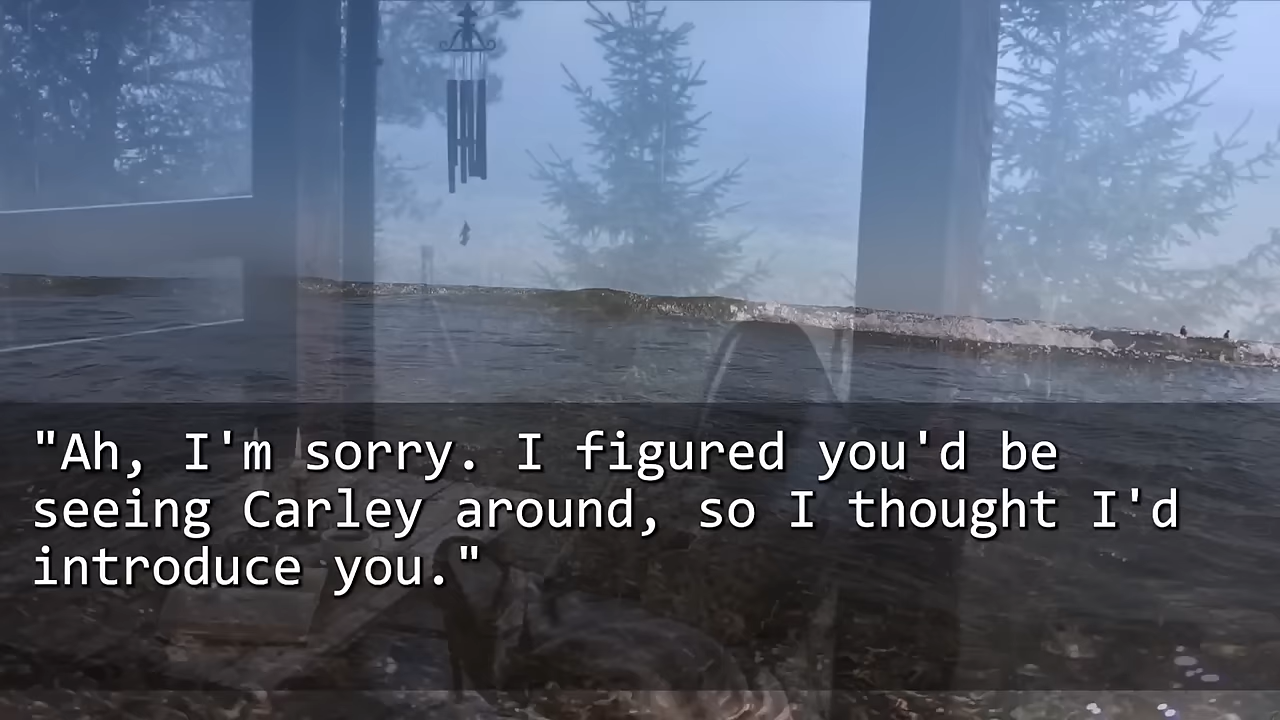 "Ah, I'm sorry. I figured you'd be
seeing Carley around, so I thought I'd
introduce you."